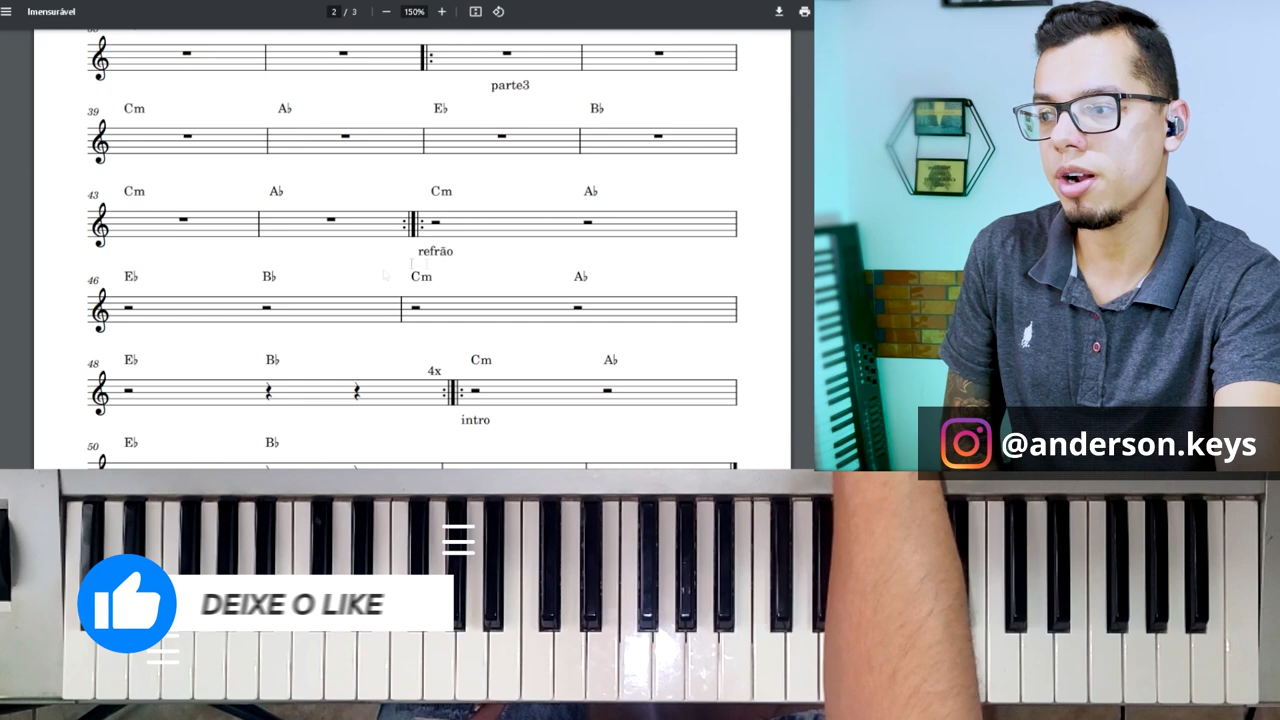 Imensurável
2 / 3
150%
parte3
39
Cm A♭ E♭ B♭
43
Cm A♭ Cm A♭
refrão
46
E♭ B♭ Cm A♭
48
E♭ B♭ 4x Cm A♭
intro
50
E♭ B♭
@anderson.keys
DEIXE O LIKE